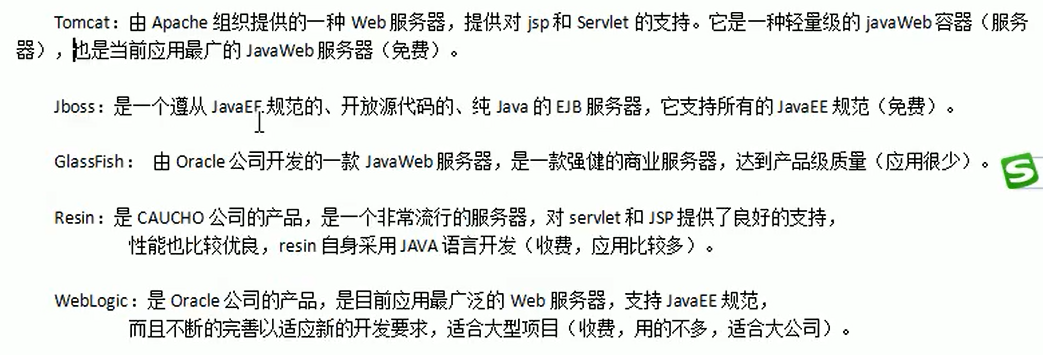 Tomcat：由 Apache 组织提供的一种 Web 服务器，提供对 jsp 和 Servlet 的支持。它是一种轻量级的 javaWeb 容器（服务
器），也是当前应用最广的 JavaWeb 服务器（免费）。
Jboss：是一个遵从 JavaEE 规范的、开放源代码的、纯 Java 的 EJB 服务器，它支持所有的 JavaEE 规范（免费）。
GlassFish： 由 Oracle 公司开发的一款 JavaWeb 服务器，是一款强健的商业服务器，达到产品级质量（应用很少）。
Resin：是 CAUCHO 公司的产品，是一个非常流行的服务器，对 servlet 和 JSP 提供了良好的支持，
性能也比较优良，resin 自身采用 JAVA 语言开发（收费，应用比较多）。
WebLogic：是 Oracle 公司的产品，是目前应用最广泛的 Web 服务器，支持 JavaEE 规范，
而且不断的完善以适应新的开发要求，适合大型项目（收费，用的不多，适合大公司）。